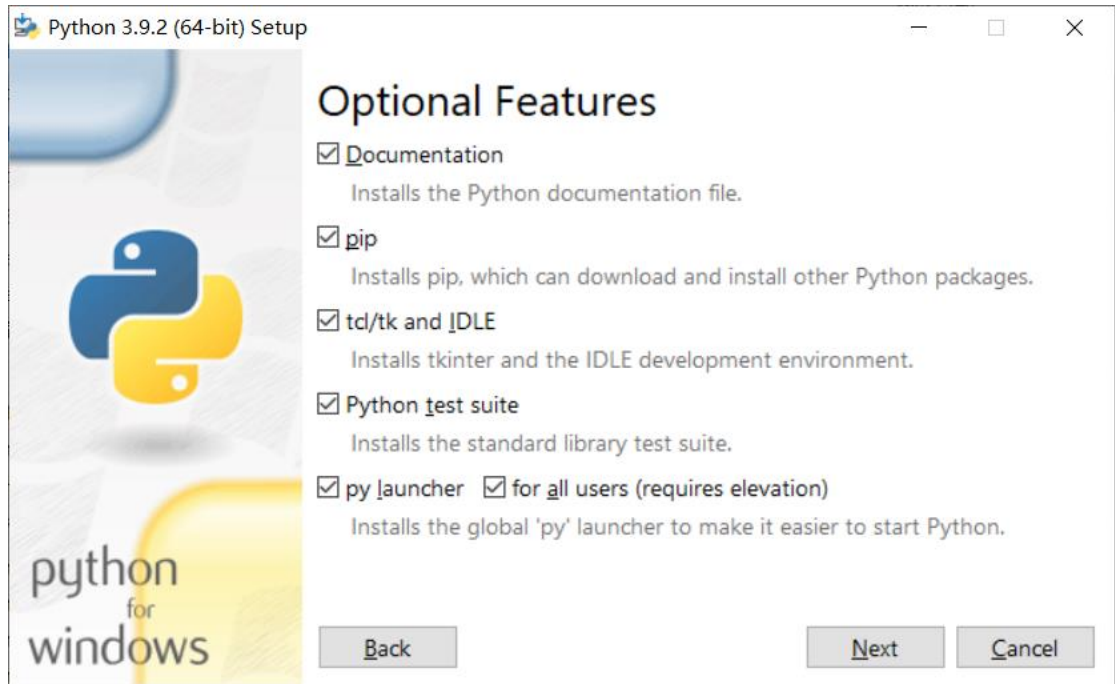 Python 3.9.2 (64-bit) Setup
Optional Features
Documentation
Installs the Python documentation file.
pip
Installs pip, which can download and install other Python packages.
tcl/tk and IDLE
Installs tkinter and the IDLE development environment.
Python test suite
Installs the standard library test suite.
py launcher for all users (requires elevation)
Installs the global 'py' launcher to make it easier to start Python.
python
for
windows
Back Next Cancel